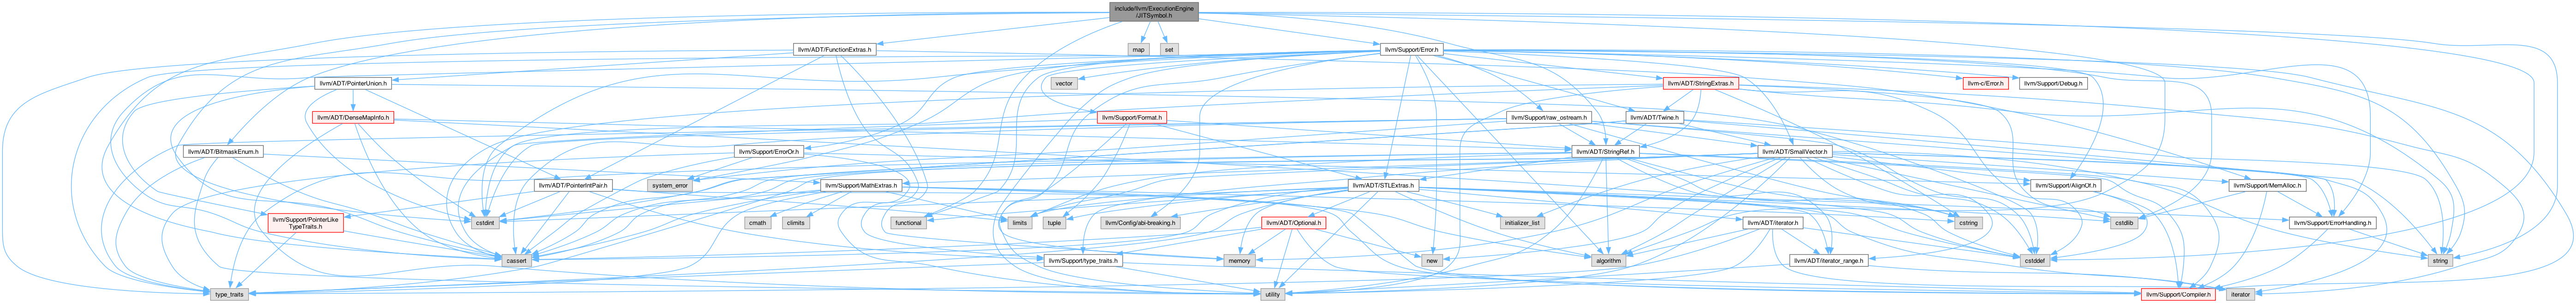 include/llvm/ExecutionEngine
/JITSymbol.h
llvm/ADT/FunctionExtras.h
map
set
llvm/Support/Error.h
llvm/ADT/PointerUnion.h
vector
llvm/ADT/StringExtras.h
llvm-c/Error.h
llvm/Support/Debug.h
llvm/ADT/DenseMapInfo.h
llvm/Support/Format.h
llvm/Support/raw_ostream.h
llvm/ADT/Twine.h
llvm/ADT/BitmaskEnum.h
llvm/Support/ErrorOr.h
llvm/ADT/StringRef.h
llvm/ADT/SmallVector.h
llvm/ADT/PointerIntPair.h
system_error
llvm/Support/MathExtras.h
llvm/ADT/STLExtras.h
llvm/Support/AlignOf.h
llvm/Support/MemAlloc.h
llvm/Support/PointerLike
TypeTraits.h
cstdint
cmath
climits
functional
limits
tuple
llvm/Config/abi-breaking.h
llvm/ADT/Optional.h
initializer_list
llvm/ADT/iterator.h
cstring
cstdlib
llvm/Support/ErrorHandling.h
cassert
llvm/Support/type_traits.h
memory
new
algorithm
llvm/ADT/iterator_range.h
cstddef
string
type_traits
utility
llvm/Support/Compiler.h
iterator